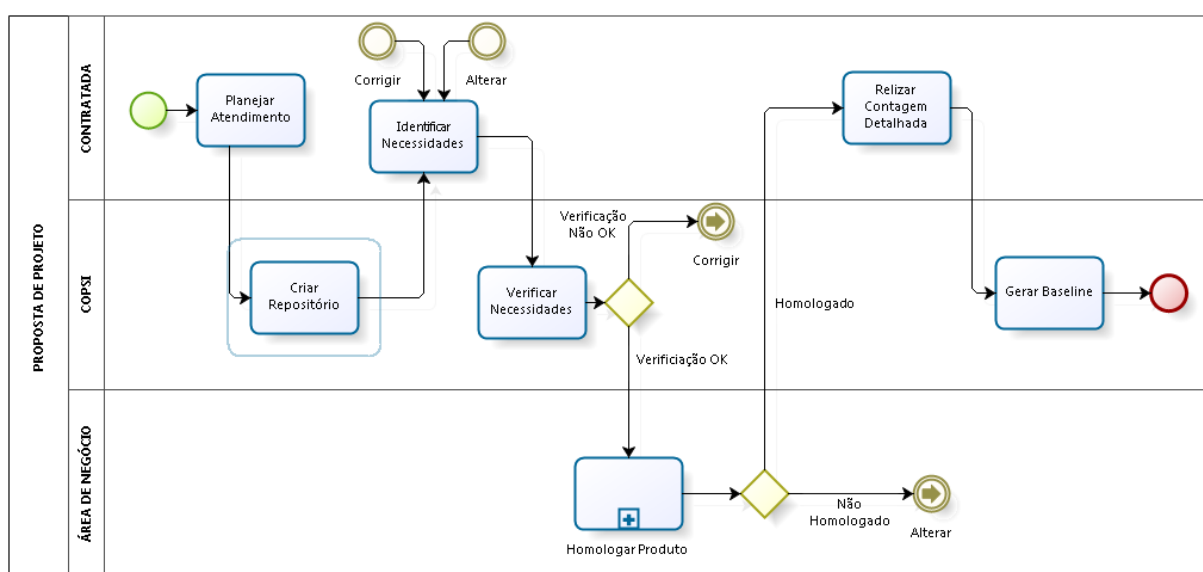 PROPOSTA DE PROJETO
CONTRATADA
Planejar
Atendimento
Corrigir
Alterar
Identificar
Necessidades
Relizar
Contagem
Detalhada
COPSI
Criar
Repositório
Verificar
Necessidades
Verificação
Não OK
Corrigir
Verificiação OK
Homologado
Gerar Baseline
ÁREA DE NEGÓCIO
Homologar Produto
Não
Homologado
Alterar